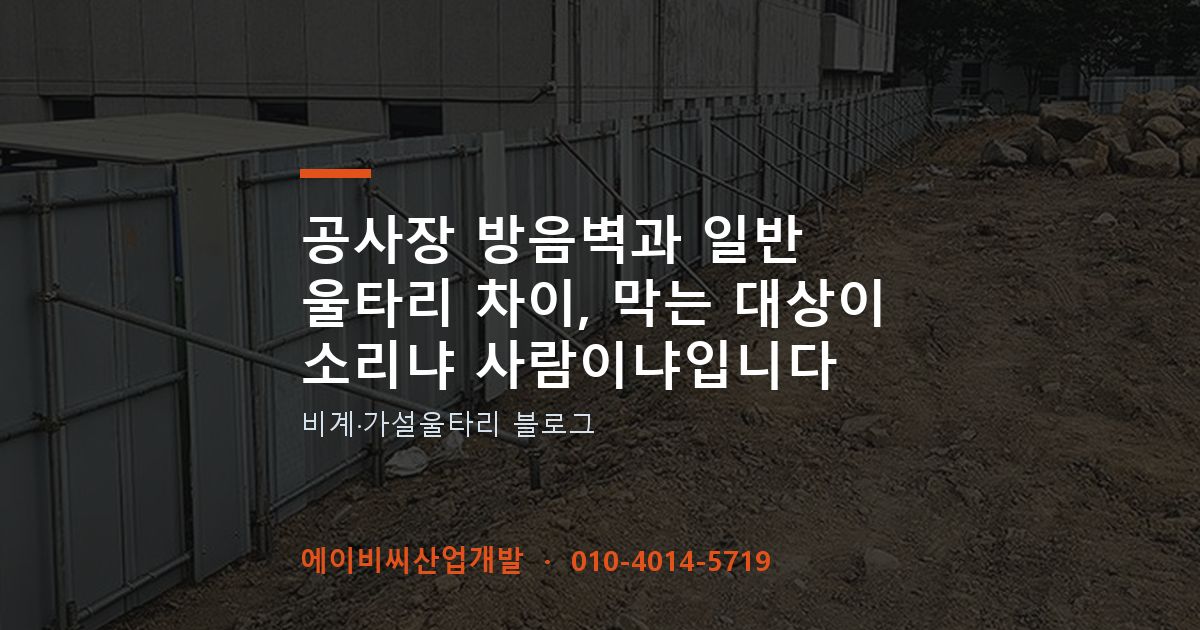 공사장 방음벽과 일반
울타리 차이, 막는 대상이
소리냐 사람이냐입니다
비계·가설울타리 블로그
에이비씨산업개발 · 010-4014-5719